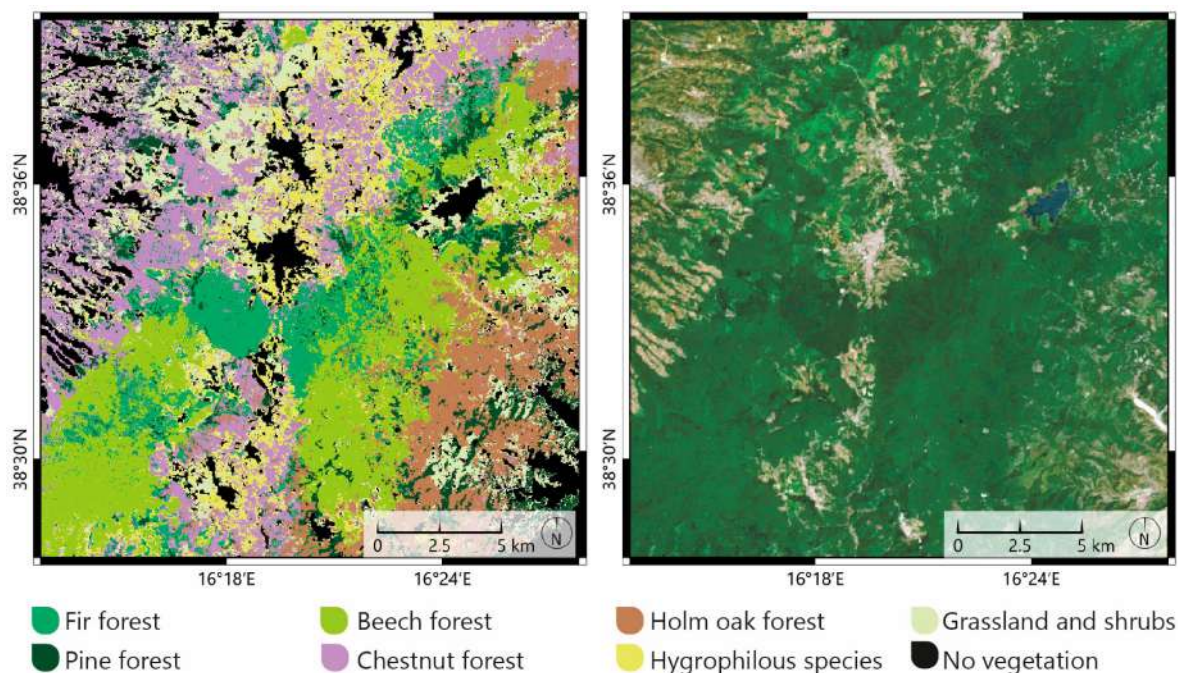 38°36'N
38°30'N
0 2.5 5 km
N
16°18'E 16°24'E
38°36'N
38°30'N
0 2.5 5 km
N
16°18'E 16°24'E
Fir forest Beech forest Holm oak forest Grassland and shrubs
Pine forest Chestnut forest Hygrophilous species No vegetation